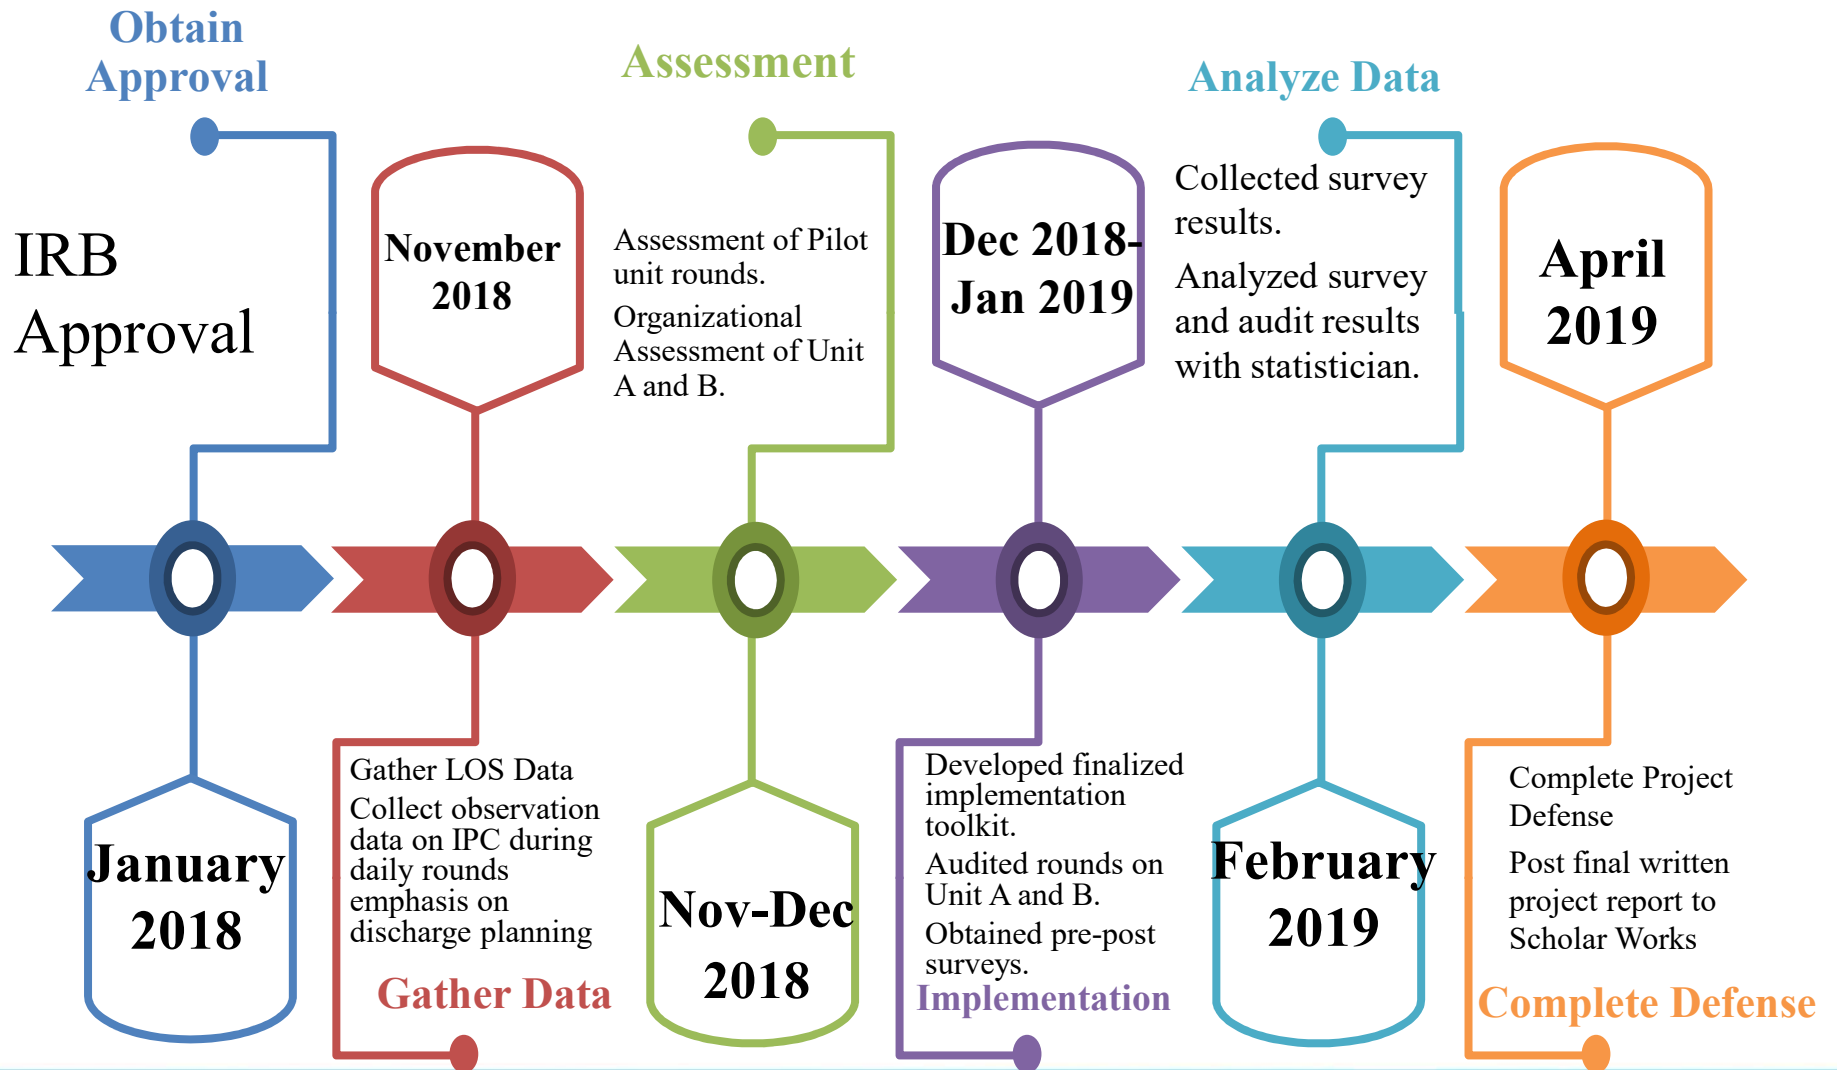 Obtain
Approval
IRB
Approval
January
2018
November
2018
Gather LOS Data
Collect observation
data on IPC during
daily rounds
emphasis on
discharge planning
Gather Data
Assessment
Assessment of Pilot
unit rounds.
Organizational
Assessment of Unit
A and B.
Nov-Dec
2018
Dec 2018-
Jan 2019
Developed finalized
implementation
toolkit.
Audited rounds on
Unit A and B.
Obtained pre-post
surveys.
Implementation
Analyze Data
Collected survey
results.
Analyzed survey
and audit results
with statistician.
February
2019
April
2019
Complete Project
Defense
Post final written
project report to
Scholar Works
Complete Defense